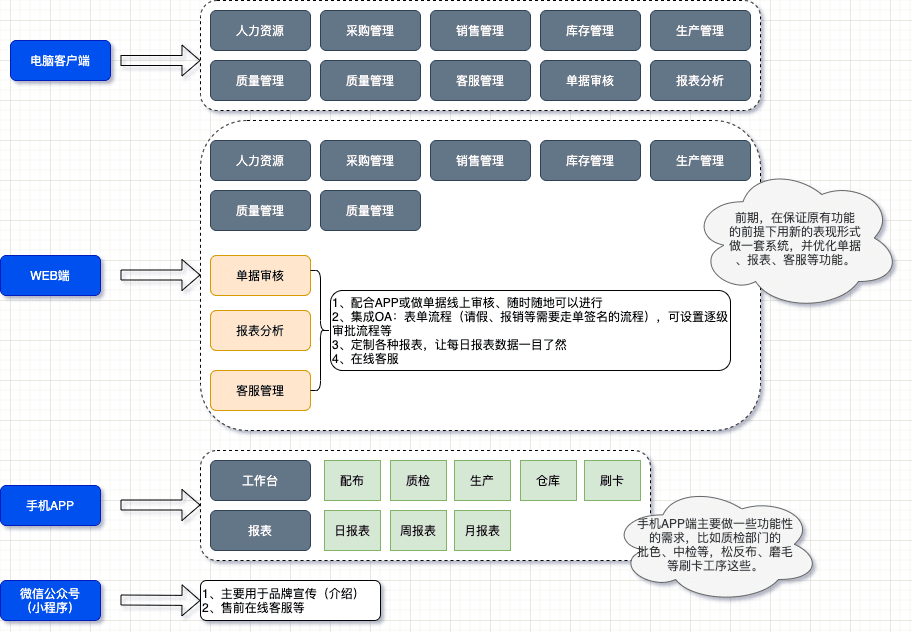 电脑客户端
人力资源
采购管理
销售管理
库存管理
生产管理
质量管理
质量管理
客服管理
单据审核
报表分析
WEB端
人力资源
采购管理
销售管理
库存管理
生产管理
质量管理
质量管理
单据审核
报表分析
客服管理
1、配合APP或做单据线上审核、随时随地可以进行
2、集成OA：表单流程（请假、报销等需要走单签名的流程），可设置逐级
审批流程等
3、定制各种报表，让每日报表数据一目了然
4、在线客服
前期，在保证原有功能
的前提下用新的表现形式
做一套系统，并优化单据
、报表、客服等功能。
手机APP
工作台
配布
质检
生产
仓库
刷卡
报表
日报表
周报表
月报表
手机APP端主要做一些功能性
的需求，比如质检部门的
批色、中检等，松反布、磨毛
等刷卡工序这些。
微信公众号
（小程序）
1、主要用于品牌宣传（介绍）
2、售前在线客服等